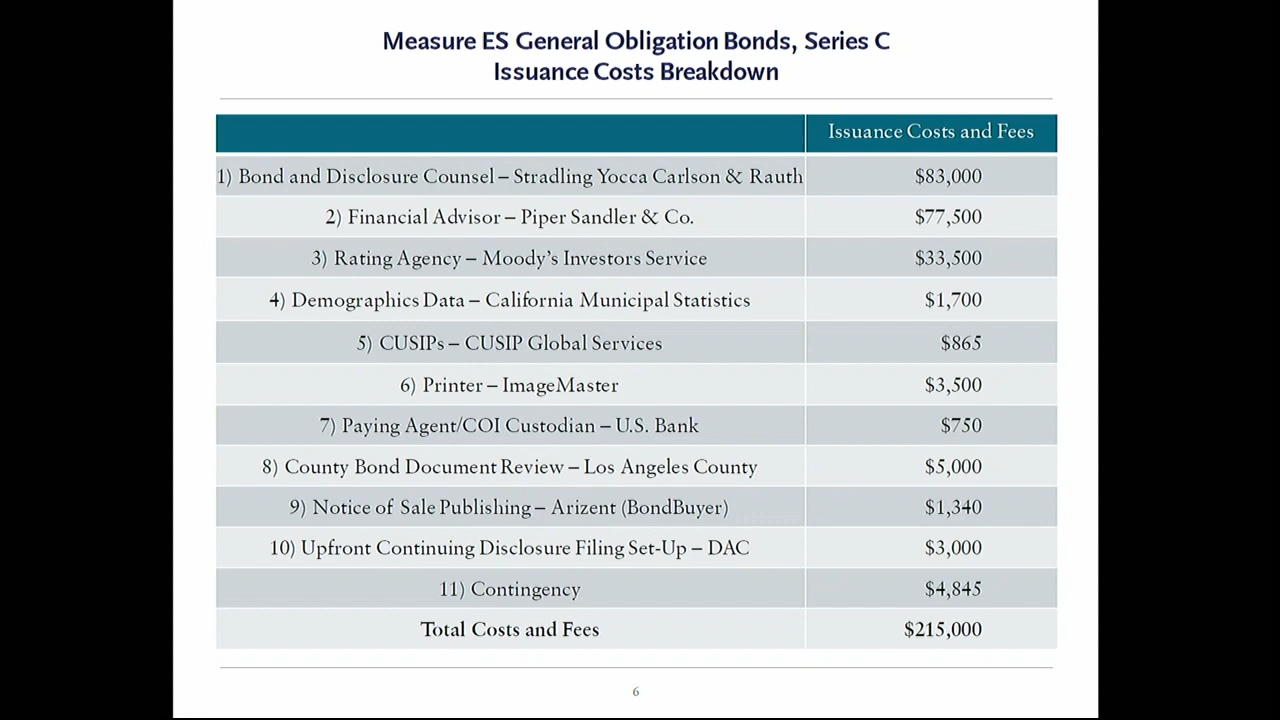 Measure ES General Obligation Bonds, Series C
Issuance Costs Breakdown
Issuance Costs and Fees
1) Bond and Disclosure Counsel – Stradling Yocca Carlson & Rauth $83,000
2) Financial Advisor – Piper Sandler & Co. $77,500
3) Rating Agency – Moody's Investors Service $33,500
4) Demographics Data – California Municipal Statistics $1,700
5) CUSIPs – CUSIP Global Services $865
6) Printer – ImageMaster $3,500
7) Paying Agent/COI Custodian – U.S. Bank $750
8) County Bond Document Review – Los Angeles County $5,000
9) Notice of Sale Publishing – Arizent (BondBuyer) $1,340
10) Upfront Continuing Disclosure Filing Set-Up – DAC $3,000
11) Contingency $4,845
Total Costs and Fees $215,000
6